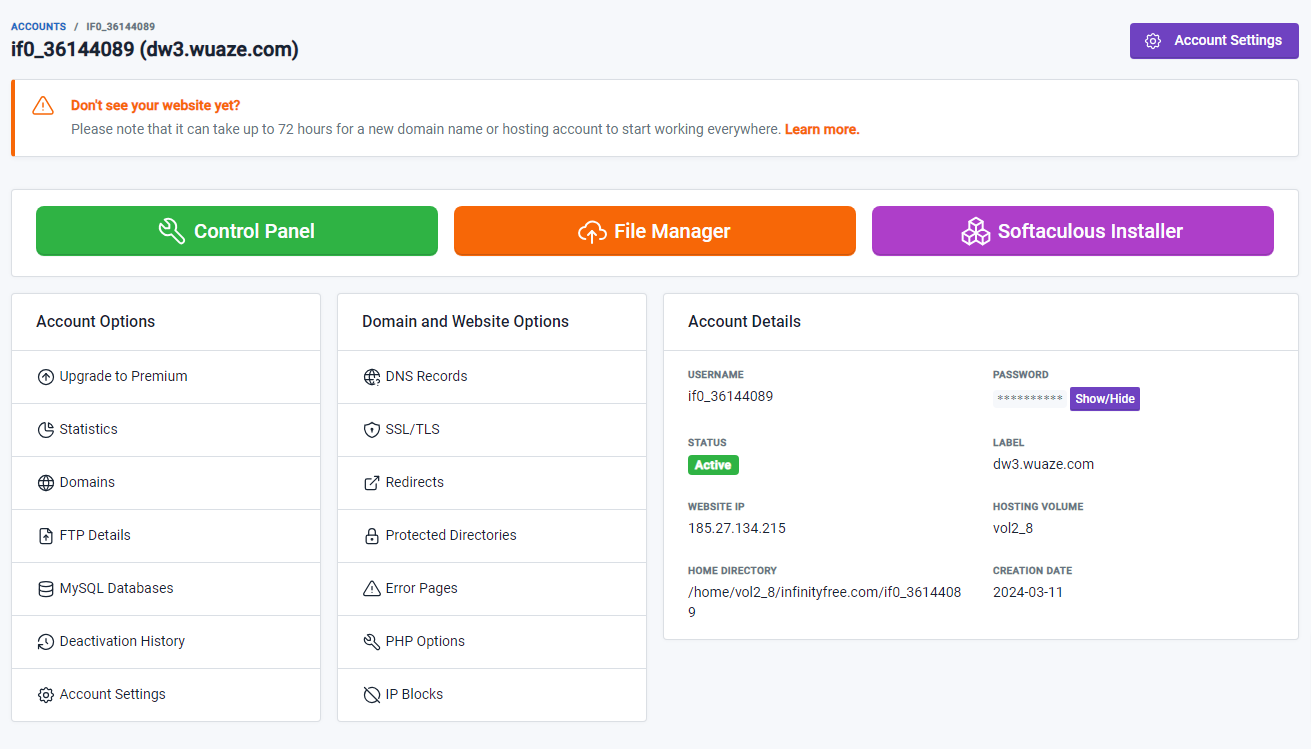 ACCOUNTS / IF0_36144089
if0_36144089 (dw3.wuaze.com)
Account Settings
Don't see your website yet?
Please note that it can take up to 72 hours for a new domain name or hosting account to start working everywhere. Learn more.
Control Panel
File Manager
Softaculous Installer
Account Options
Upgrade to Premium
Statistics
Domains
FTP Details
MySQL Databases
Deactivation History
Account Settings
Domain and Website Options
DNS Records
SSL/TLS
Redirects
Protected Directories
Error Pages
PHP Options
IP Blocks
Account Details
USERNAME
if0_36144089
PASSWORD
********** Show/Hide
STATUS
Active
LABEL
dw3.wuaze.com
WEBSITE IP
185.27.134.215
HOSTING VOLUME
vol2_8
HOME DIRECTORY
/home/vol2_8/infinityfree.com/if0_3614408
9
CREATION DATE
2024-03-11